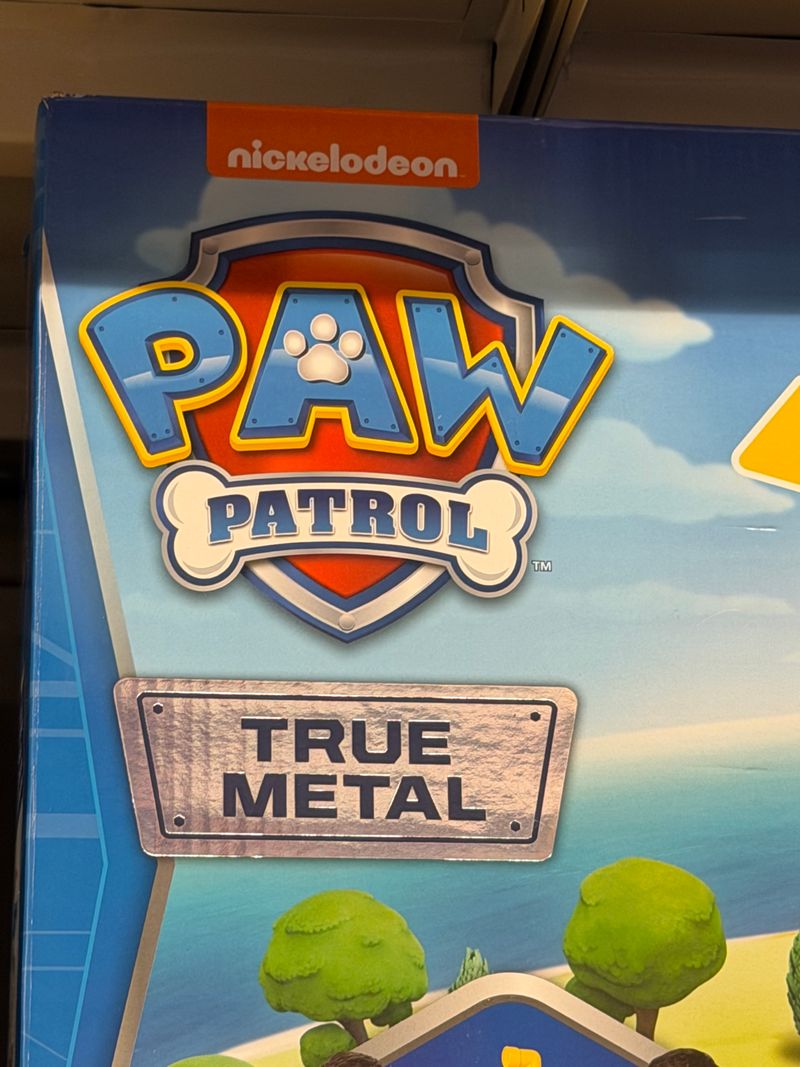 nickelodeon
PAW
PATROL
TM
TRUE
METAL